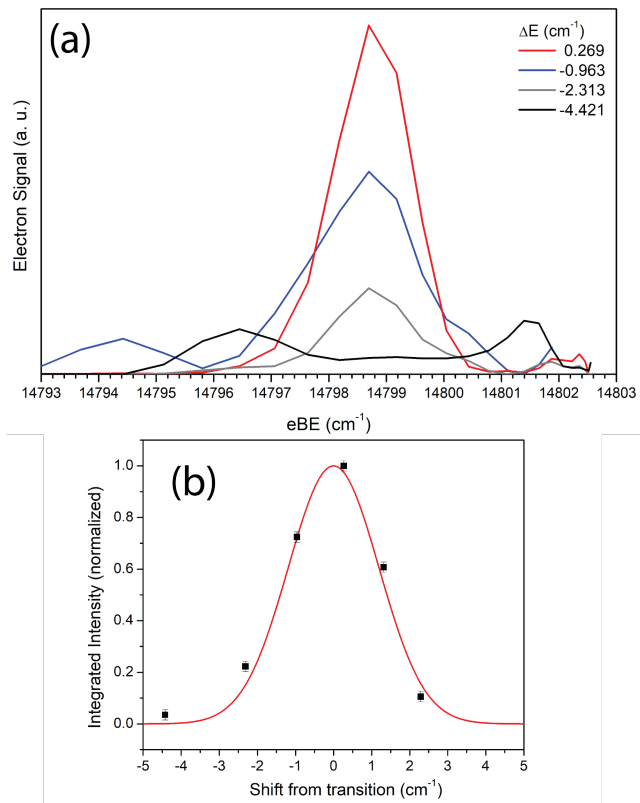 (a)
ΔE (cm⁻¹)
0.269
-0.963
-2.313
-4.421
Electron Signal (a. u.)
14793 14794 14795 14796 14797 14798 14799 14800 14801 14802 14803
eBE (cm⁻¹)
(b)
Integrated Intensity (normalized)
1.0
0.8
0.6
0.4
0.2
0.0
-5 -4 -3 -2 -1 0 1 2 3 4 5
Shift from transition (cm⁻¹)